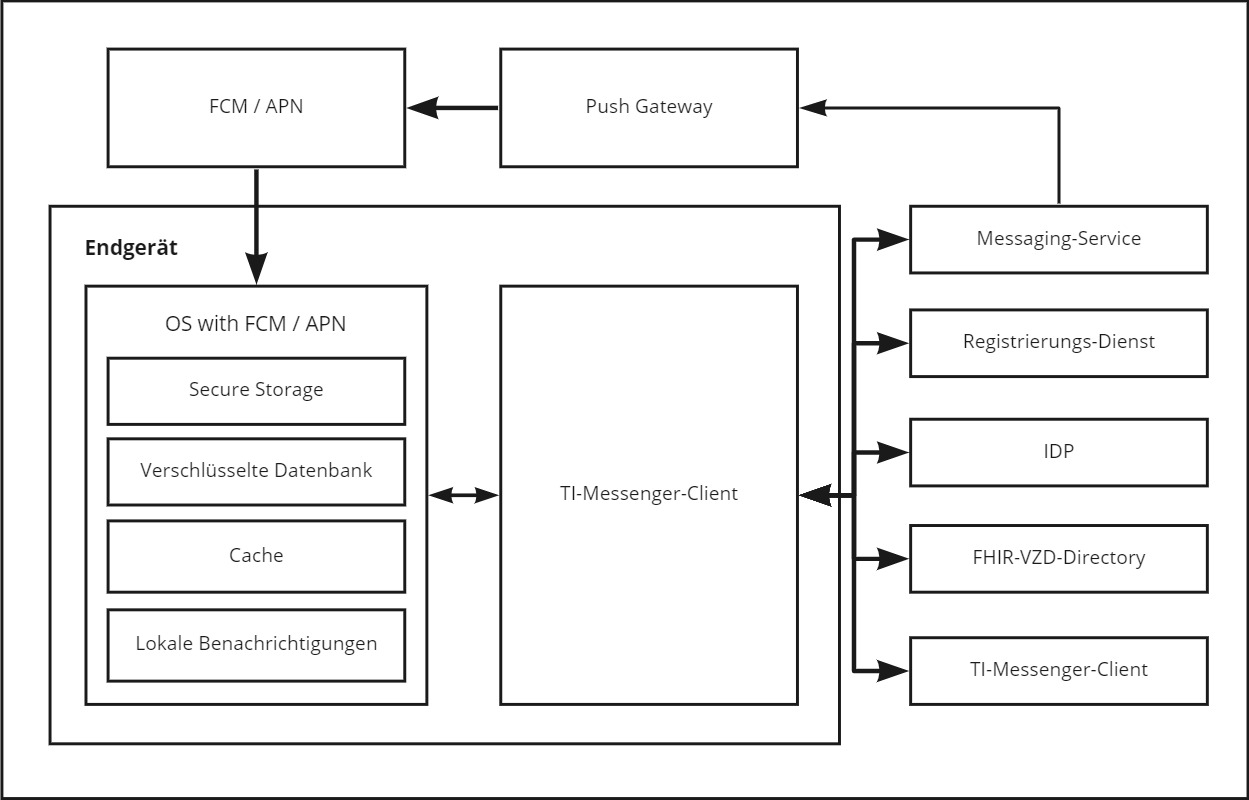 FCM / APN
Push Gateway
Endgerät
Messaging-Service
OS with FCM / APN
Registrierungs-Dienst
Secure Storage
Verschlüsselte Datenbank
IDP
TI-Messenger-Client
Cache
FHIR-VZD-Directory
Lokale Benachrichtigungen
TI-Messenger-Client